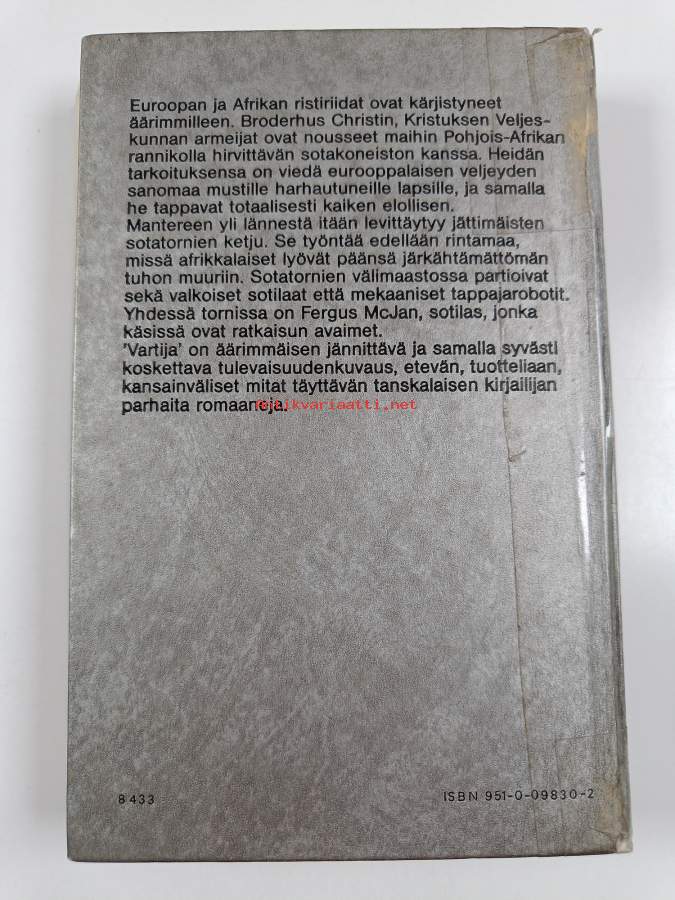 Euroopan ja Afrikan ristiriidat ovat kärjistyneet
äärimmilleen. Broderhus Christin, Kristuksen Veljes-
kunnan armeijat ovat nousseet maihin Pohjois-Afrikan
rannikolla hirvittävän sotakoneiston kanssa. Heidän
tarkoituksensa on viedä eurooppalaisen veljeyden
sanomaa mustille harhautuneille lapsille, ja samalla
he tappavat totaalisesti kaiken elollisen.
Mantereen yli lännestä itään levittäytyy jättimäisten
sotatornien ketju. Se työntää edellään rintamaa,
missä afrikkalaiset lyövät päänsä järkähtämättömän
tuhon muuriin. Sotatornien välimaastossa partioivat
sekä valkoiset sotilaat että mekaaniset tappajarobotit.
Yhdessä tornissa on Fergus McJan, sotilas, jonka
käsissä ovat ratkaisun avaimet.
'Vartija' on äärimmäisen jännittävä ja samalla syvästi
koskettava tulevaisuudenkuvaus, etevän, tuotteliaan,
kansainväliset mitat täyttävän tanskalaisen kirjailijan
parhaita romaaneja.
antikvariaatti.net
8433
ISBN 951-0-09830-2